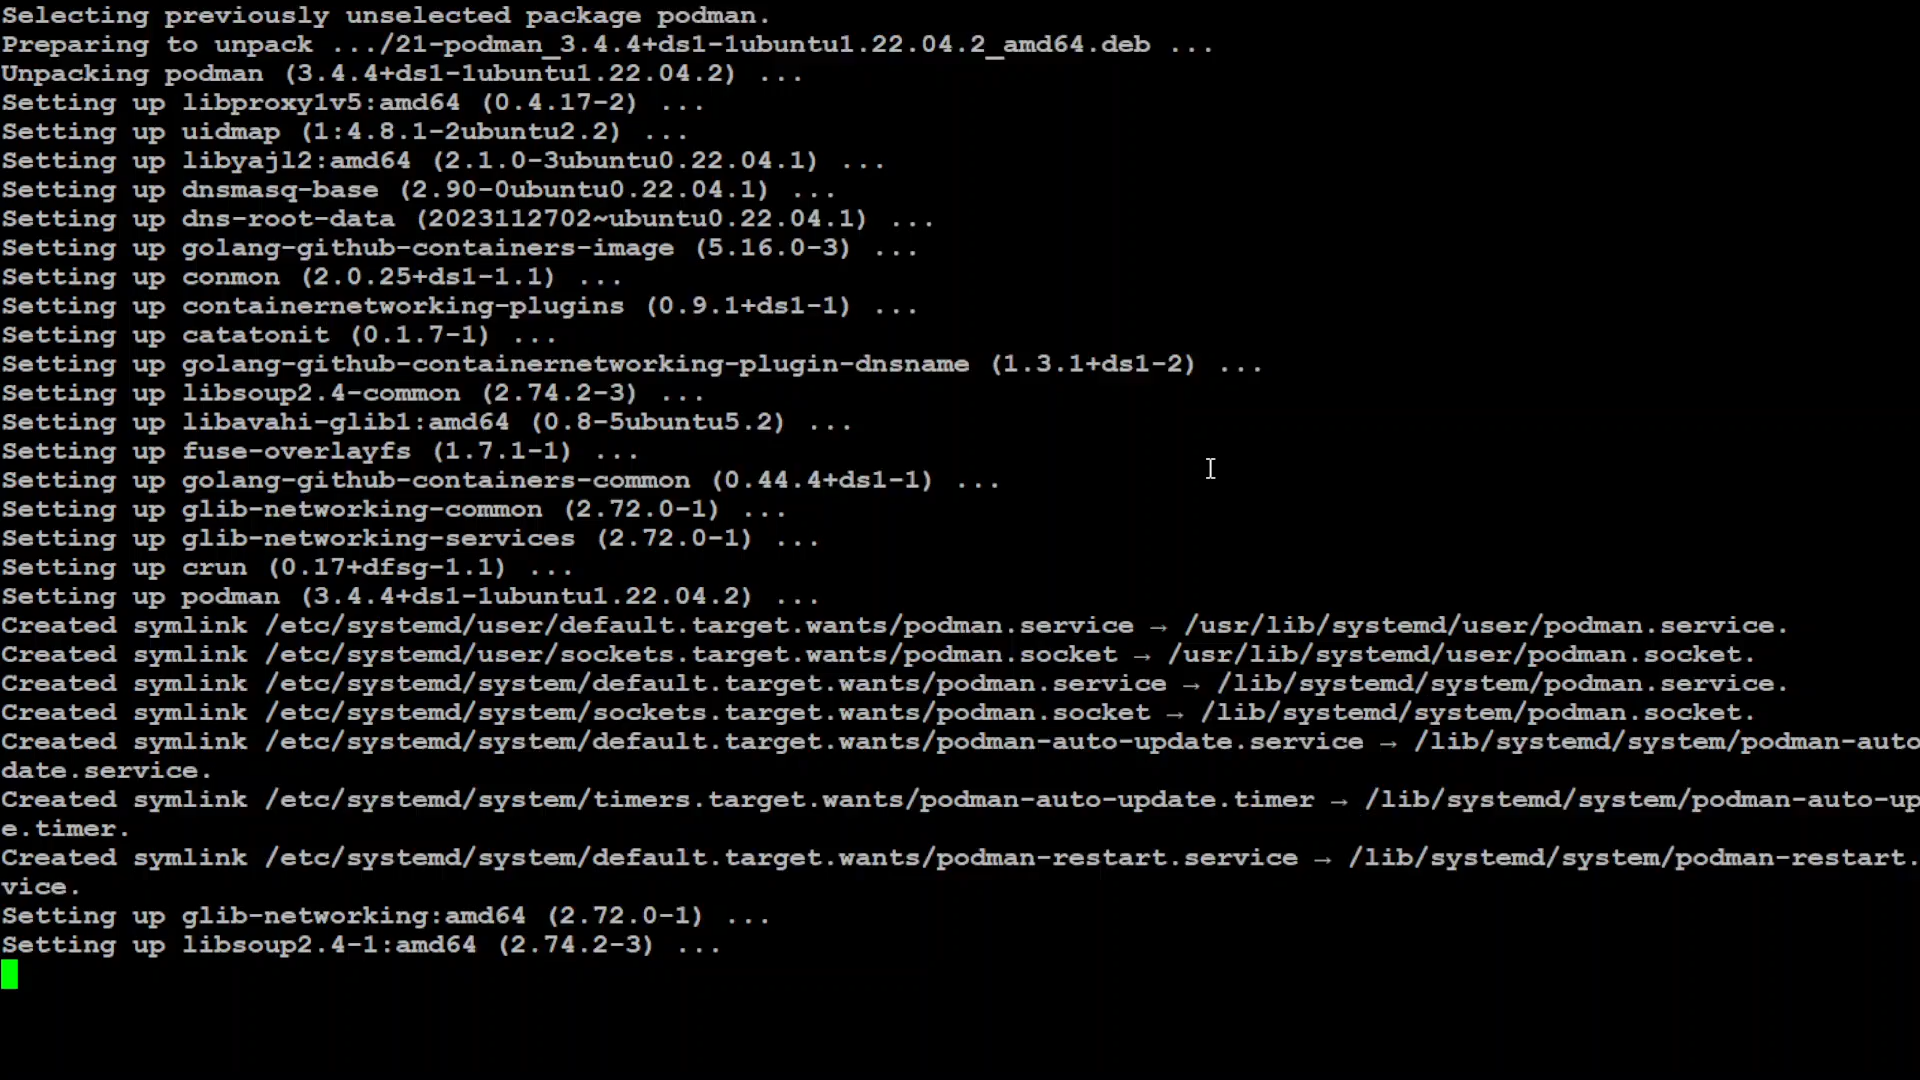 Selecting previously unselected package podman.
Preparing to unpack .../21-podman_3.4.4+ds1-1ubuntu1.22.04.2_amd64.deb ...
Unpacking podman (3.4.4+ds1-1ubuntu1.22.04.2) ...
Setting up libproxy1v5:amd64 (0.4.17-2) ...
Setting up uidmap (1:4.8.1-2ubuntu2.2) ...
Setting up libyajl2:amd64 (2.1.0-3ubuntu0.22.04.1) ...
Setting up dnsmasq-base (2.90-0ubuntu0.22.04.1) ...
Setting up dns-root-data (2023112702~ubuntu0.22.04.1) ...
Setting up golang-github-containers-image (5.16.0-3) ...
Setting up conmon (2.0.25+ds1-1.1) ...
Setting up containernetworking-plugins (0.9.1+ds1-1) ...
Setting up catatonit (0.1.7-1) ...
Setting up golang-github-containernetworking-plugin-dnsname (1.3.1+ds1-2) ...
Setting up libsoup2.4-common (2.74.2-3) ...
Setting up libavahi-glib1:amd64 (0.8-5ubuntu5.2) ...
Setting up fuse-overlayfs (1.7.1-1) ...
Setting up golang-github-containers-common (0.44.4+ds1-1) ...
Setting up glib-networking-common (2.72.0-1) ...
Setting up glib-networking-services (2.72.0-1) ...
Setting up crun (0.17+dfsg-1.1) ...
Setting up podman (3.4.4+ds1-1ubuntu1.22.04.2) ...
Created symlink /etc/systemd/user/default.target.wants/podman.service → /usr/lib/systemd/user/podman.service.
Created symlink /etc/systemd/user/sockets.target.wants/podman.socket → /usr/lib/systemd/user/podman.socket.
Created symlink /etc/systemd/system/default.target.wants/podman.service → /lib/systemd/system/podman.service.
Created symlink /etc/systemd/system/sockets.target.wants/podman.socket → /lib/systemd/system/podman.socket.
Created symlink /etc/systemd/system/default.target.wants/podman-auto-update.service → /lib/systemd/system/podman-auto
date.service.
Created symlink /etc/systemd/system/timers.target.wants/podman-auto-update.timer → /lib/systemd/system/podman-auto-up
e.timer.
Created symlink /etc/systemd/system/default.target.wants/podman-restart.service → /lib/systemd/system/podman-restart.
vice.
Setting up glib-networking:amd64 (2.72.0-1) ...
Setting up libsoup2.4-1:amd64 (2.74.2-3) ...